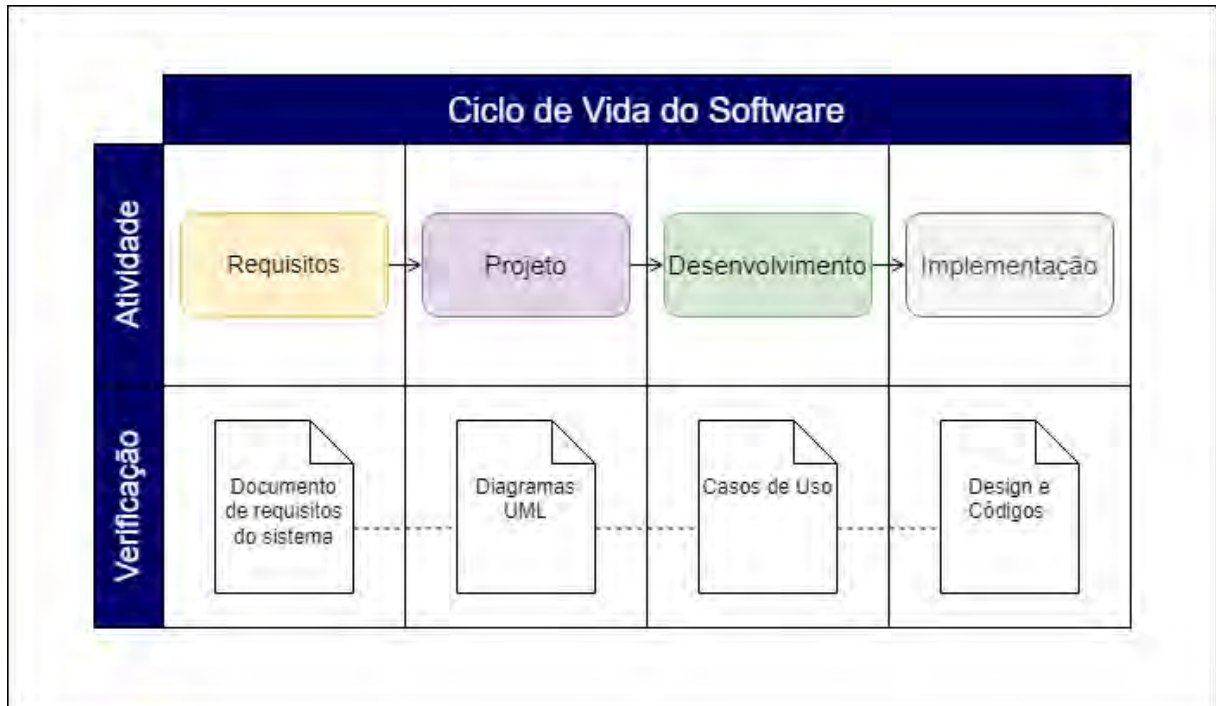 Ciclo de Vida do Software
Atividade
Requisitos
Projeto
Desenvolvimento
Implementação
Verificação
Documento
de requisitos
do sistema
Diagramas
UML
Casos de Uso
Design e
Códigos